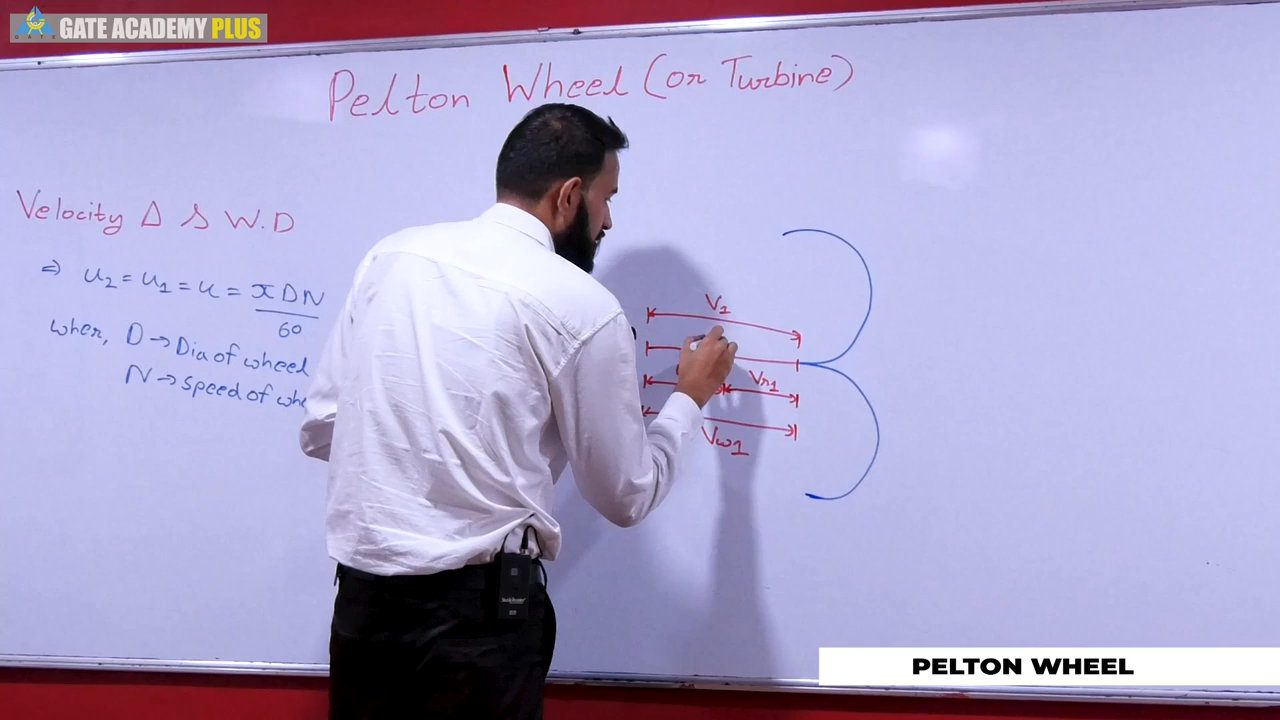 GATE ACADEMY PLUS
Pelton Wheel (or Turbine)
Velocity Δ & W.D
⇒ u₂ = u₁ = u = πDN / 60
where, D → Dia of wheel
N → speed of
V₁
Vr₁
Vw₁
PELTON WHEEL